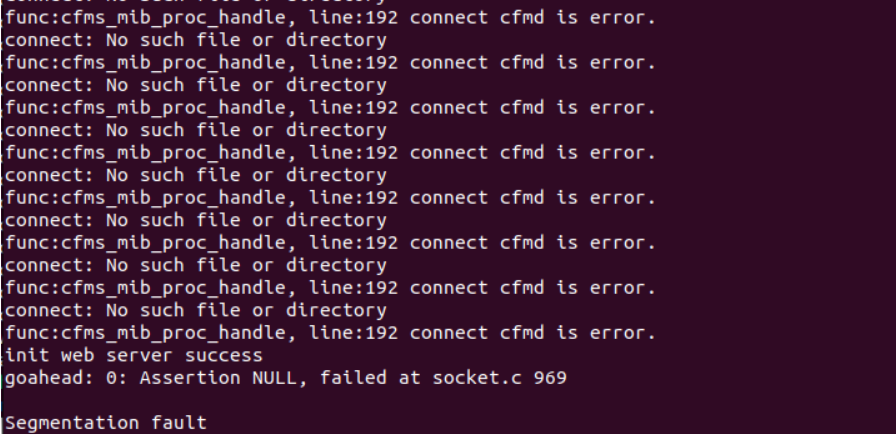 connect: No such file or directory
func:cfms_mib_proc_handle, line:192 connect cfmd is error.
connect: No such file or directory
func:cfms_mib_proc_handle, line:192 connect cfmd is error.
connect: No such file or directory
func:cfms_mib_proc_handle, line:192 connect cfmd is error.
connect: No such file or directory
func:cfms_mib_proc_handle, line:192 connect cfmd is error.
connect: No such file or directory
func:cfms_mib_proc_handle, line:192 connect cfmd is error.
connect: No such file or directory
func:cfms_mib_proc_handle, line:192 connect cfmd is error.
connect: No such file or directory
func:cfms_mib_proc_handle, line:192 connect cfmd is error.
connect: No such file or directory
func:cfms_mib_proc_handle, line:192 connect cfmd is error.
init web server success
goahead: 0: Assertion NULL, failed at socket.c 969
Segmentation fault